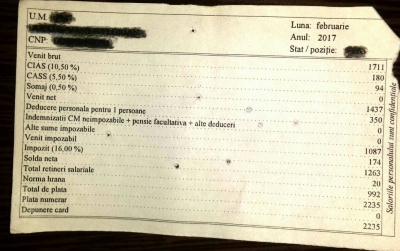 U.M.
Luna: februarie
Anul: 2017
CNP:
Stat / poziție:
Venit brut 1711
CIAS (10,50 %) 180
CASS (5,50 %) 94
Somaj (0,50 %) 0
Venit net 1437
Deducere personala pentru 1 persoane 350
Indemnizatii CM neimpozabile + pensie facultativa + alte deduceri 0
Alte sume impozabile 0
Venit impozabil 1087
Impozit (16,00 %) 174
Solda neta 1263
Total retineri salariale 20
Norma hrana 992
Total de plata 2235
Plata numerar 0
Depunere card 2235
Salariile personalului sunt confidentiale